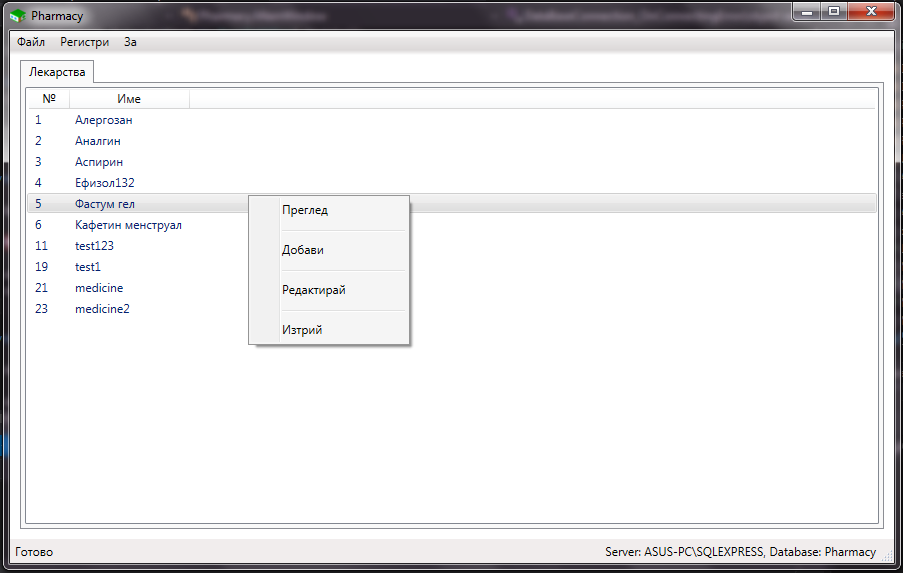 Pharmacy
Файл Регистри За
Лекарства
№ Име
1 Алергозан
2 Аналгин
3 Аспирин
4 Ефизол132
5 Фастум гел
6 Кафетин менструал
11 test123
19 test1
21 medicine
23 medicine2
Преглед
Добави
Редактирай
Изтрий
Готово Server: ASUS-PC\SQLEXPRESS, Database: Pharmacy